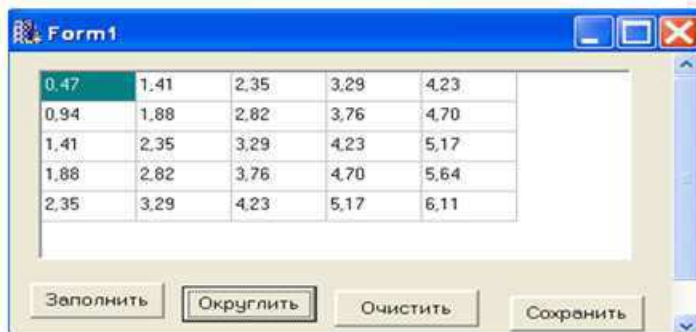 Form1
0,47 1,41 2,35 3,29 4,23
0,94 1,88 2,82 3,76 4,70
1,41 2,35 3,29 4,23 5,17
1,88 2,82 3,76 4,70 5,64
2,35 3,29 4,23 5,17 6,11
Заполнить Округлить Очистить Сохранить